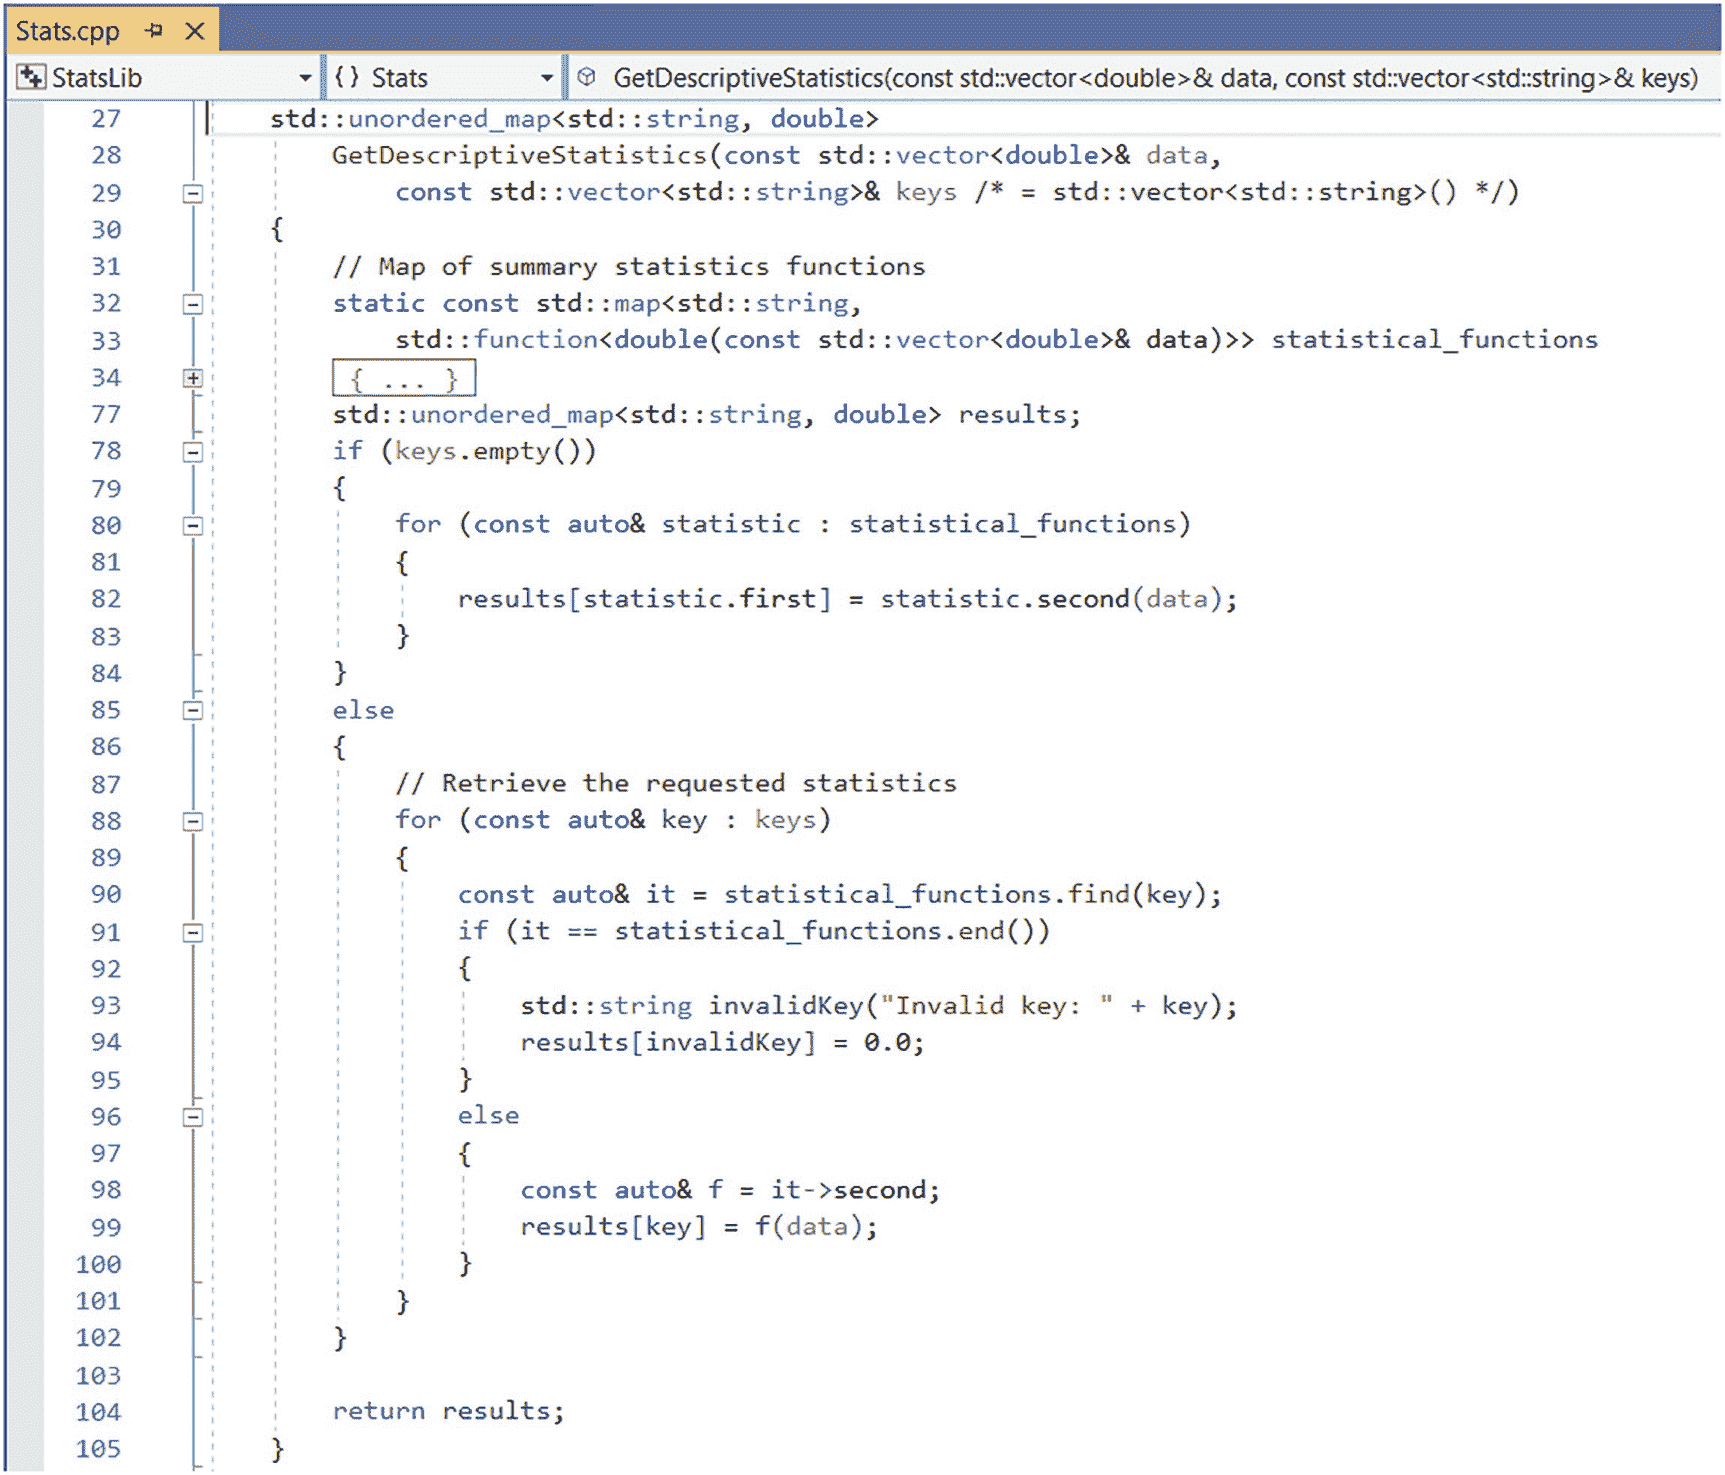 Stats.cpp
StatsLib
{} Stats
GetDescriptiveStatistics(const std::vector<double>& data, const std::vector<std::string>& keys)
27 std::unordered_map<std::string, double>
28 GetDescriptiveStatistics(const std::vector<double>& data,
29 const std::vector<std::string>& keys /* = std::vector<std::string>() */)
30 {
31 // Map of summary statistics functions
32 static const std::map<std::string,
33 std::function<double(const std::vector<double>& data)>> statistical_functions
34 { ... }
77 std::unordered_map<std::string, double> results;
78 if (keys.empty())
79 {
80 for (const auto& statistic : statistical_functions)
81 {
82 results[statistic.first] = statistic.second(data);
83 }
84 }
85 else
86 {
87 // Retrieve the requested statistics
88 for (const auto& key : keys)
89 {
90 const auto& it = statistical_functions.find(key);
91 if (it == statistical_functions.end())
92 {
93 std::string invalidKey("Invalid key: " + key);
94 results[invalidKey] = 0.0;
95 }
96 else
97 {
98 const auto& f = it->second;
99 results[key] = f(data);
100 }
101 }
102 }
103
104 return results;
105 }